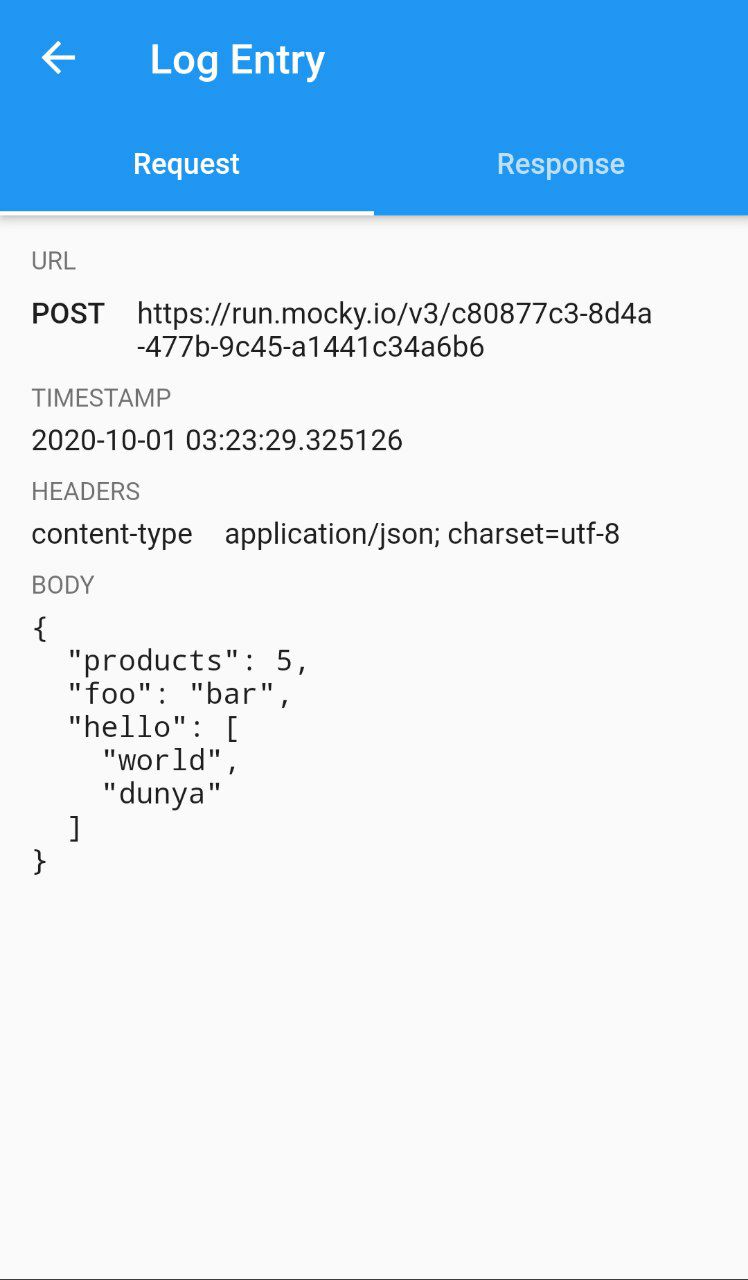 Log Entry
Request Response
URL
POST https://run.mocky.io/v3/c80877c3-8d4a
-477b-9c45-a1441c34a6b6
TIMESTAMP
2020-10-01 03:23:29.325126
HEADERS
content-type application/json; charset=utf-8
BODY
{
  "products": 5,
  "foo": "bar",
  "hello": [
    "world",
    "dunya"
  ]
}